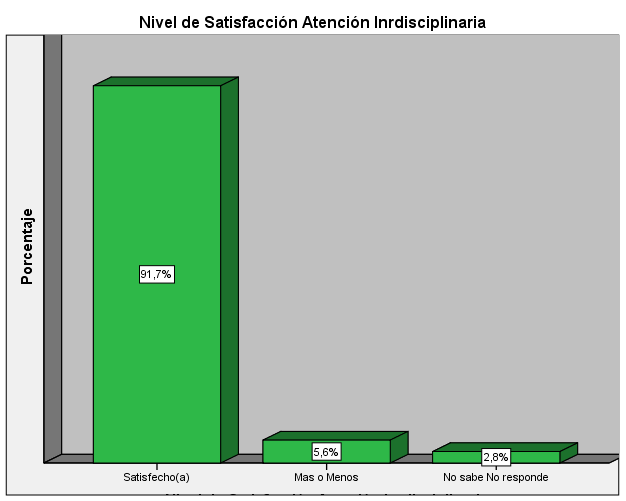 Nivel de Satisfacción Atención Inrdisciplinaria
Porcentaje
91,7%
5,6%
2,8%
Satisfecho(a)
Mas o Menos
No sabe No responde